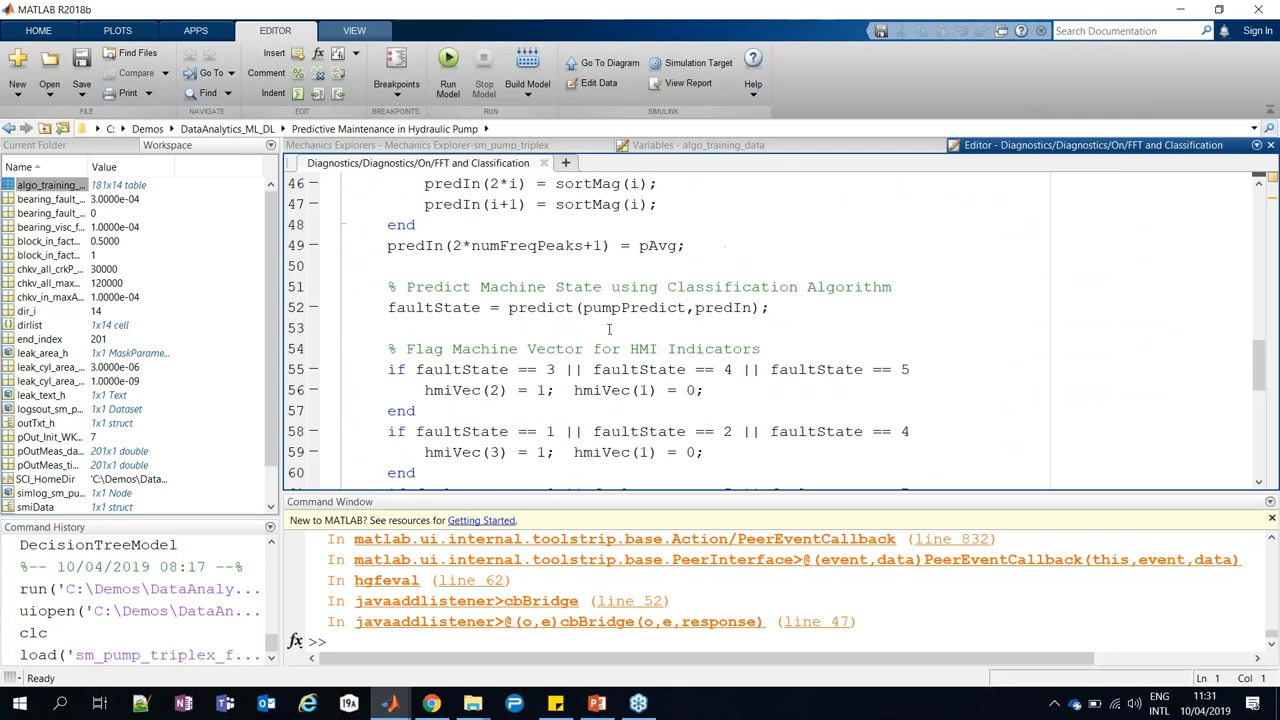 MATLAB R2018b
HOME PLOTS APPS EDITOR VIEW
Search Documentation Sign In
New Open Save
Find Files
Compare
Print
FILE
Go To
Find
NAVIGATE
Insert
Comment
Indent
EDIT
Breakpoints
BREAKPOINTS
Run Model Stop Model Build Model
RUN
Go To Diagram Simulation Target
Edit Data View Report
SIMULINK
Help
C: Demos DataAnalytics_ML_DL Predictive Maintenance in Hydraulic Pump
Current Folder Workspace
Name Value
algo_training_... 181x14 table
bearing_fault_... 3.0000e-04
bearing_fault_... 0
bearing_visc_f... 1.0000e-04
block_in_fact... 0.5000
block_in_fact... 1
chkv_all_crkP... 30000
chkv_all_max... 120000
chkv_in_maxA... 1.0000e-04
dir_i 14
dirlist 1x14 cell
end_index 201
leak_area_h 1x1 MaskParame...
leak_cyl_area_... 3.0000e-06
leak_cyl_area_... 1.0000e-09
leak_text_h 1x1 Text
logsout_sm_p... 1x1 Dataset
outTxt_h 1x1 struct
pOut_Init_WK... 7
pOutMeas_da... 201x1 double
pOutMeas_ti... 201x1 double
SCI_HomeDir 'C:\Demos\Data...
simlog_sm_pu... 1x1 Node
smiData 1x1 struct
Command History
DecisionTreeModel
%-- 10/04/2019 08:17 --%
run('C:\Demos\DataAnaly...
uiopen('C:\Demos\DataAn...
clc
load('sm_pump_triplex_f...
Mechanics Explorers - Mechanics Explorer-sm_pump_triplex Variables - algo_training_data Editor - Diagnostics/Diagnostics/On/FFT and Classification
Diagnostics/Diagnostics/On/FFT and Classification
46 predIn(2*i) = sortMag(i);
47 predIn(i+1) = sortMag(i);
48 end
49 predIn(2*numFreqPeaks+1) = pAvg;
50
51 % Predict Machine State using Classification Algorithm
52 faultState = predict(pumpPredict,predIn);
53
54 % Flag Machine Vector for HMI Indicators
55 if faultState == 3 || faultState == 4 || faultState == 5
56 hmiVec(2) = 1; hmiVec(1) = 0;
57 end
58 if faultState == 1 || faultState == 2 || faultState == 4
59 hmiVec(3) = 1; hmiVec(1) = 0;
60 end
Command Window
New to MATLAB? See resources for Getting Started.
In matlab.ui.internal.toolstrip.base.Action/PeerEventCallback (line 832)
In matlab.ui.internal.toolstrip.base.PeerInterface>@(event,data)PeerEventCallback(this,event,data)
In hgfeval (line 62)
In javaaddlistener>cbBridge (line 52)
In javaaddlistener>@(o,e)cbBridge(o,e,response) (line 47)
fx >>
Ready Ln 1 Col 1
19A
ENG
INTL
11:31
10/04/2019